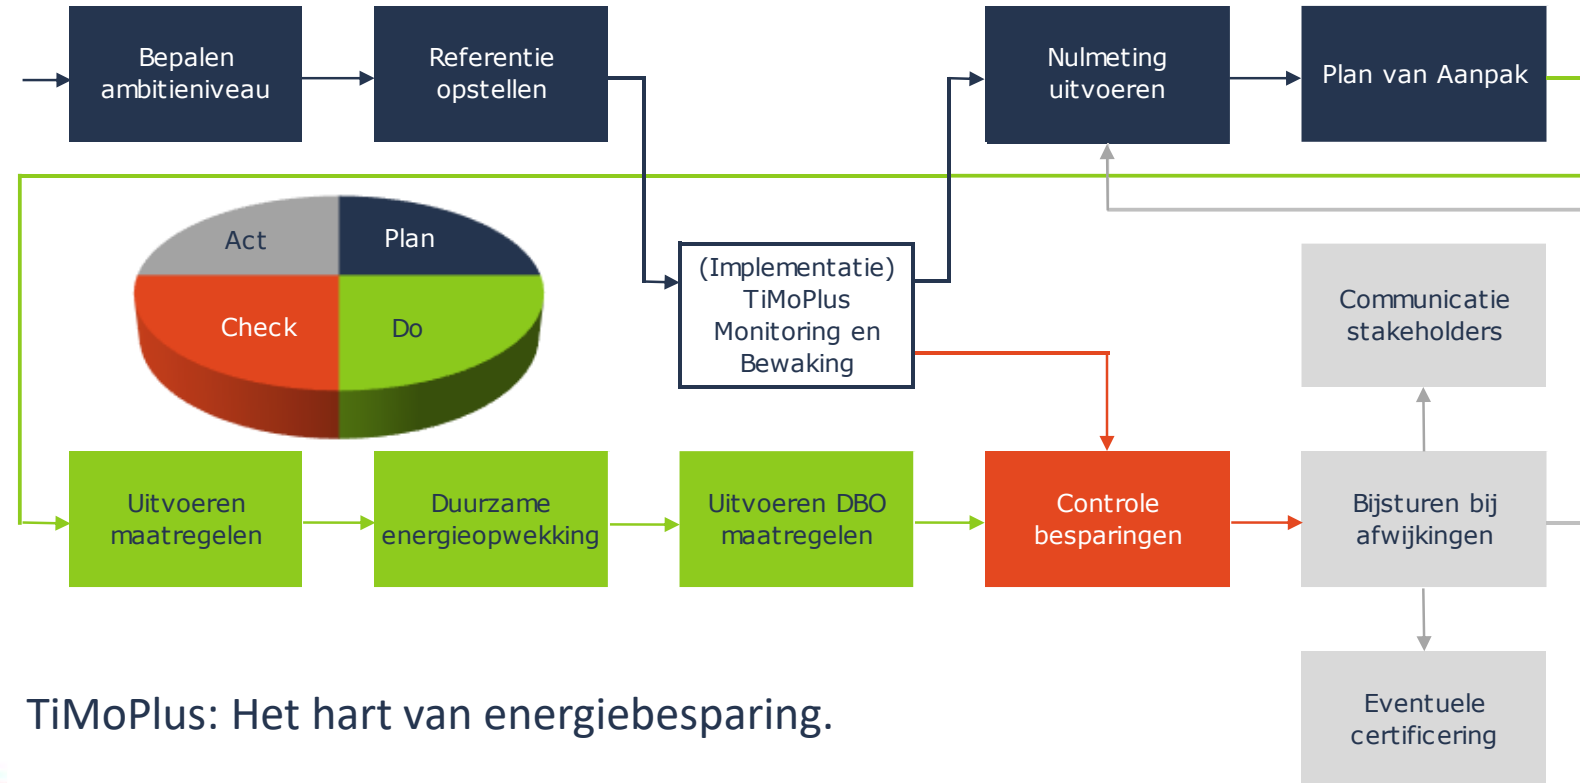 Bepalen
ambitieniveau
Referentie
opstellen
Nulmeting
uitvoeren
Plan van Aanpak
Act
Plan
Check
Do
(Implementatie)
TiMoPlus
Monitoring en
Bewaking
Communicatie
stakeholders
Uitvoeren
maatregelen
Duurzame
energieopwekking
Uitvoeren DBO
maatregelen
Controle
besparingen
Bijsturen bij
afwijkingen
Eventuele
certificering
TiMoPlus: Het hart van energiebesparing.